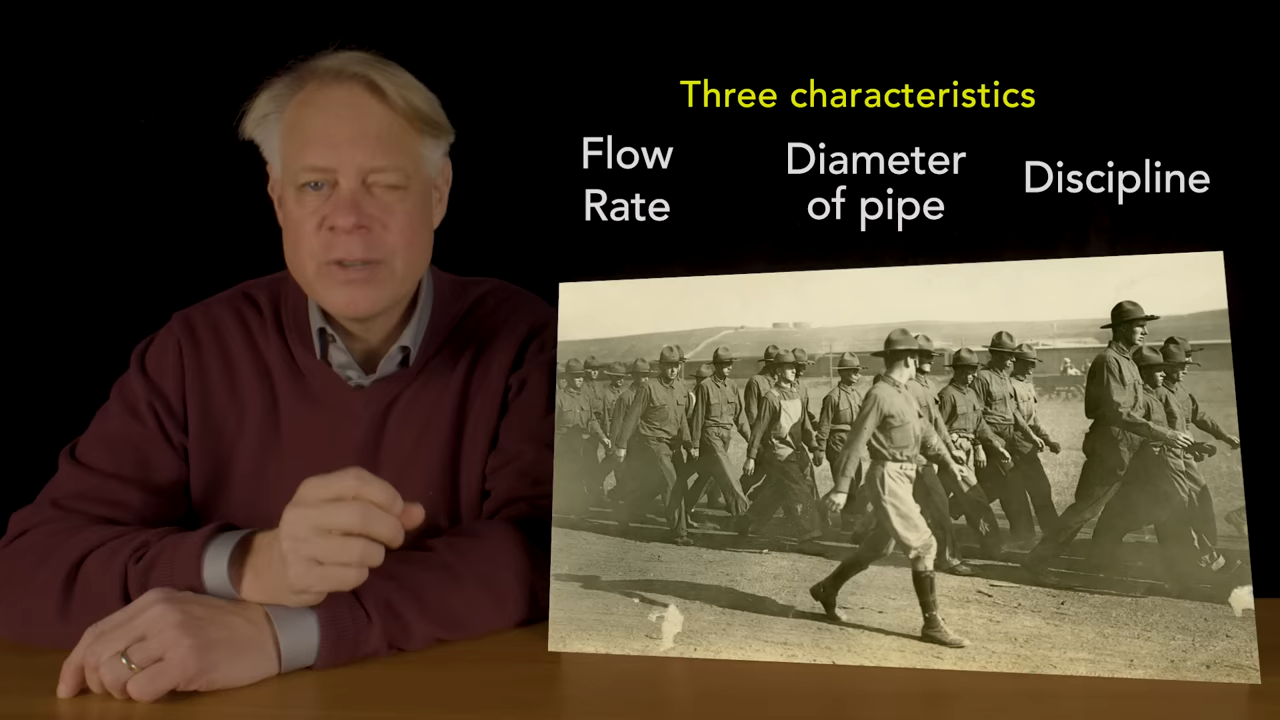 Three characteristics
Flow
Rate
Diameter
of pipe
Discipline